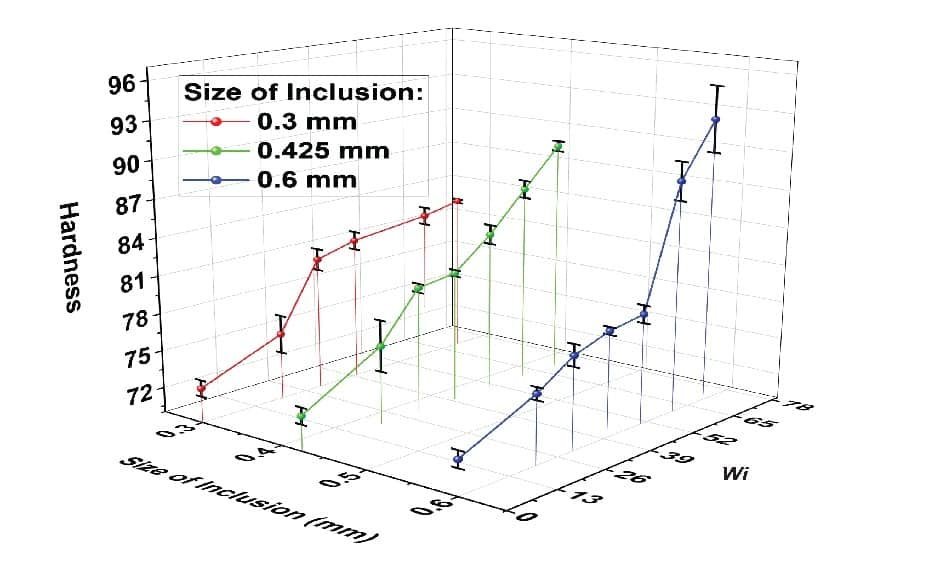 96
93
90
87
84
81
78
75
72
Hardness
Size of Inclusion:
0.3 mm
0.425 mm
0.6 mm
0.3
0.4
0.5
0.6
Size of Inclusion (mm)
0
13
26
39
52
65
78
Wi